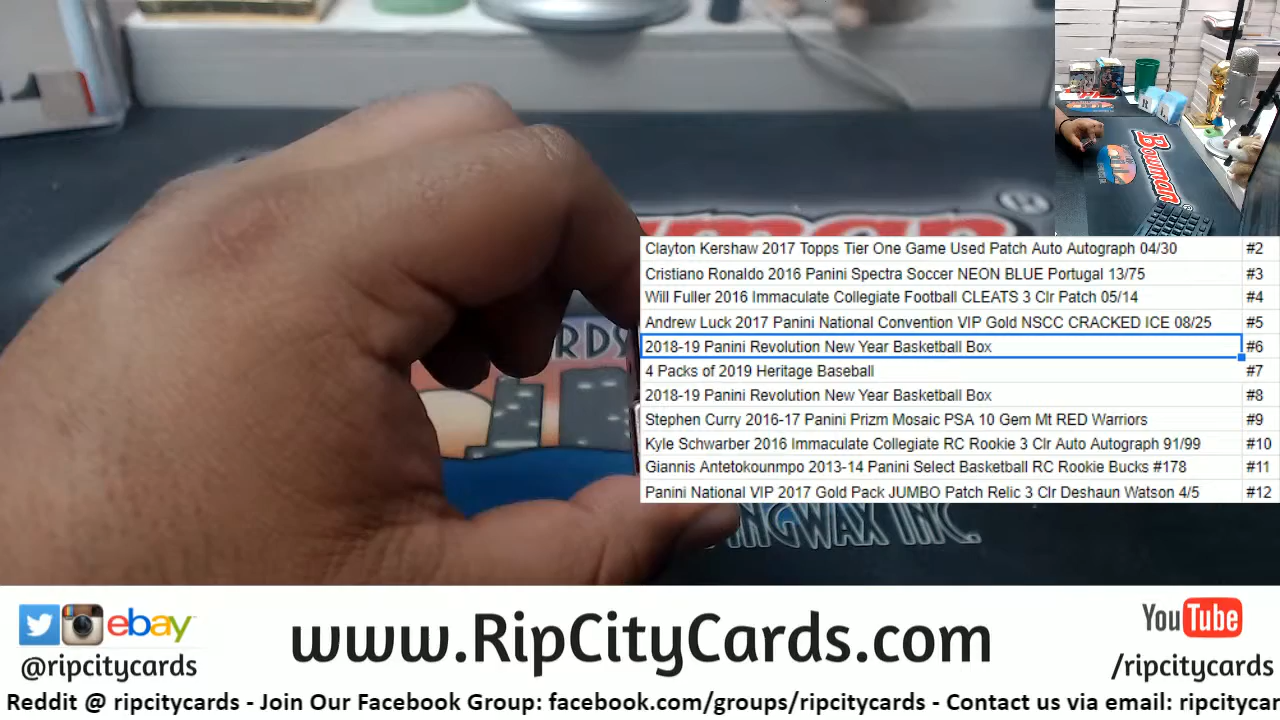 Bowman
®
RDS
INGWAX INC.
Clayton Kershaw 2017 Topps Tier One Game Used Patch Auto Autograph 04/30 #2
Cristiano Ronaldo 2016 Panini Spectra Soccer NEON BLUE Portugal 13/75 #3
Will Fuller 2016 Immaculate Collegiate Football CLEATS 3 Clr Patch 05/14 #4
Andrew Luck 2017 Panini National Convention VIP Gold NSCC CRACKED ICE 08/25 #5
2018-19 Panini Revolution New Year Basketball Box #6
4 Packs of 2019 Heritage Baseball #7
2018-19 Panini Revolution New Year Basketball Box #8
Stephen Curry 2016-17 Panini Prizm Mosaic PSA 10 Gem Mt RED Warriors #9
Kyle Schwarber 2016 Immaculate Collegiate RC Rookie 3 Clr Auto Autograph 91/99 #10
Giannis Antetokounmpo 2013-14 Panini Select Basketball RC Rookie Bucks #178 #11
Panini National VIP 2017 Gold Pack JUMBO Patch Relic 3 Clr Deshaun Watson 4/5 #12
ebay
@ripcitycards
www.RipCityCards.com
YouTube
/ripcitycards
Reddit @ ripcitycards - Join Our Facebook Group: facebook.com/groups/ripcitycards - Contact us via email: ripcitycar